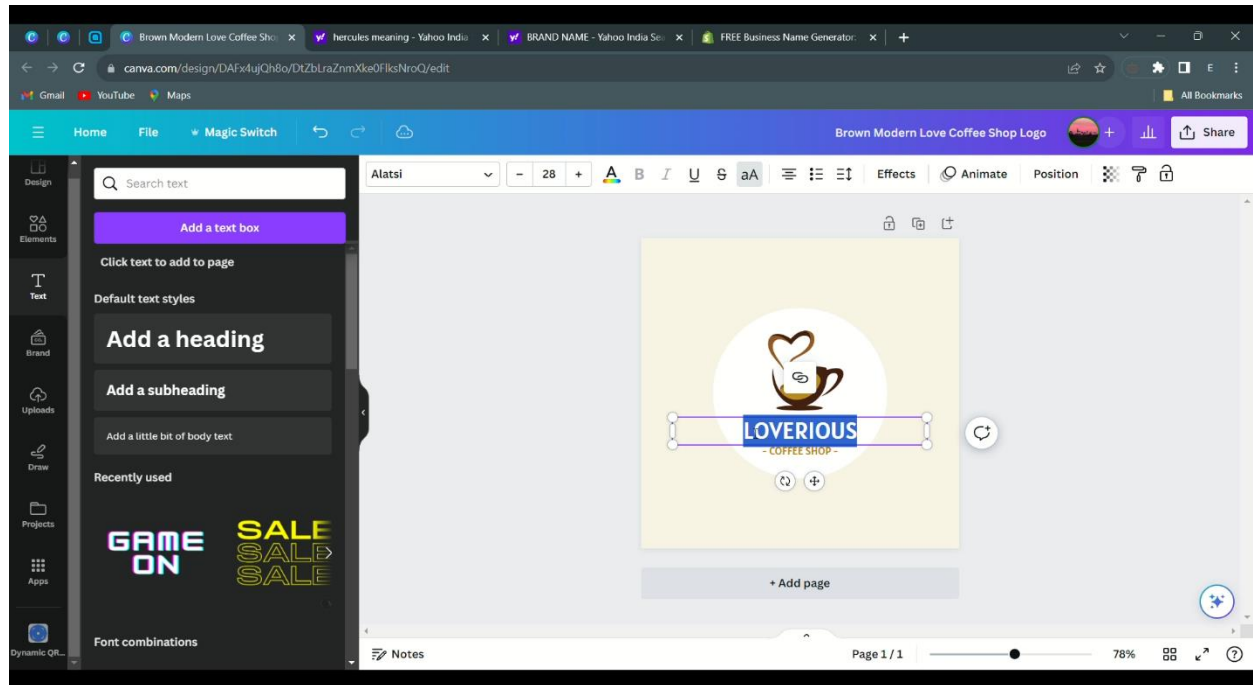 Brown Modern Love Coffee Sho
hercules meaning - Yahoo India
BRAND NAME - Yahoo India Sea
FREE Business Name Generator:
canva.com/design/DAFx4ujQh8o/DtZbLraZnmXke0FIksNroQ/edit
E
Gmail
YouTube
Maps
All Bookmarks
Home
File
Magic Switch
Brown Modern Love Coffee Shop Logo
Share
Design
Elements
Text
Brand
Uploads
Draw
Projects
Apps
Dynamic QR...
Search text
Add a text box
Click text to add to page
Default text styles
Add a heading
Add a subheading
Add a little bit of body text
Recently used
GAME
ON
SALE
SALE
SALE
Font combinations
Alatsi
- 28 +
A B I U S aA
Effects
Animate
Position
LOVERIOUS
- COFFEE SHOP -
+ Add page
Notes
Page 1 / 1
78%